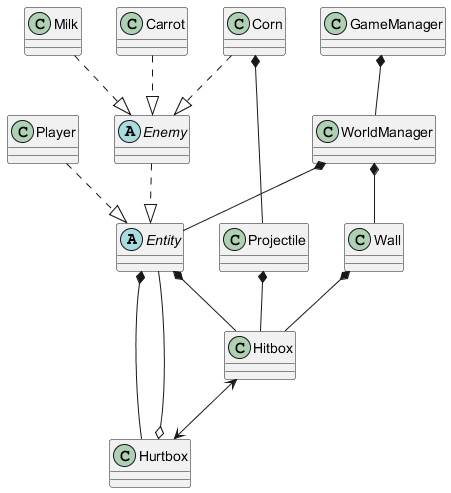 C Milk
C Carrot
C Corn
C GameManager
C Player
A Enemy
C WorldManager
A Entity
C Projectile
C Wall
C Hitbox
C Hurtbox